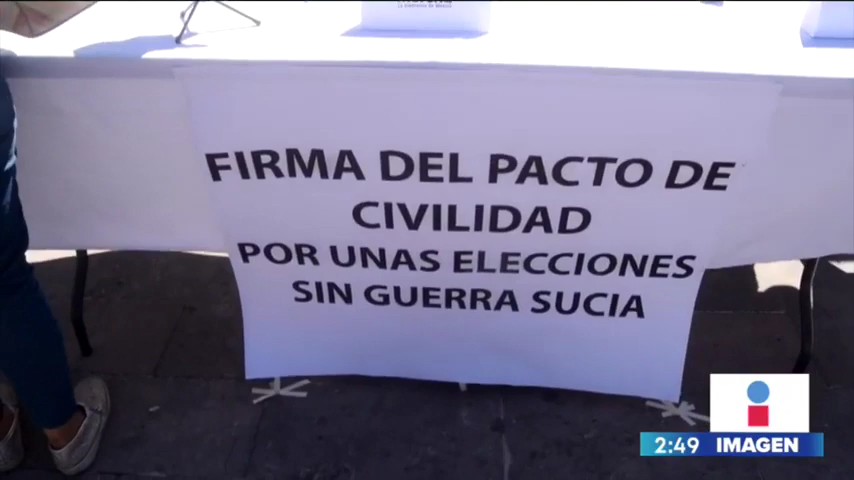 FIRMA DEL PACTO DE
CIVILIDAD
POR UNAS ELECCIONES
SIN GUERRA SUCIA
2:49 IMAGEN